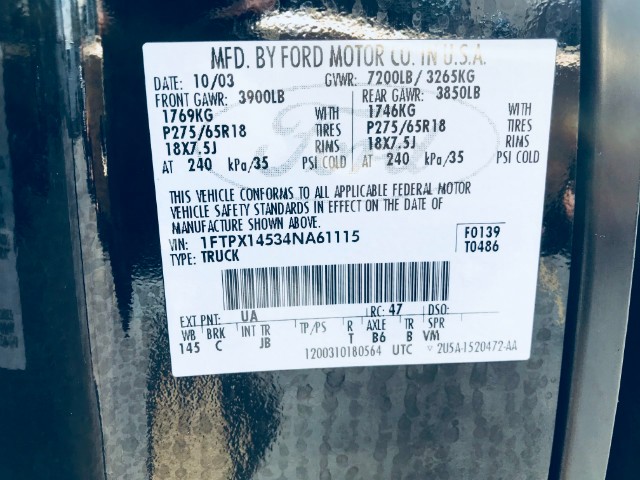 MFD. BY FORD MOTOR CO. IN U.S.A.
DATE: 10/03 GVWR: 7200LB/ 3265KG
FRONT GAWR: 3900LB REAR GAWR: 3850LB
1769KG WITH 1746KG WITH
P275/65R18 TIRES P275/65R18 TIRES
18X7.5J RIMS 18X7.5J RIMS
AT 240 kPa/35 PSI COLD AT 240 kPa/35 PSI COLD
Ford
THIS VEHICLE CONFORMS TO ALL APPLICABLE FEDERAL MOTOR
VEHICLE SAFETY STANDARDS IN EFFECT ON THE DATE OF
MANUFACTURE SHOWN ABOVE.
VIN: 1FTPX14534NA61115 F0139
TYPE: TRUCK T0486
EXT PNT: UA RC: 47 DSO:
WB BRK INT TR TP/PS R AXLE TR SPR
145 C JB T B6 B VM
1200310180564 UTC 2U5A-1520472-AA